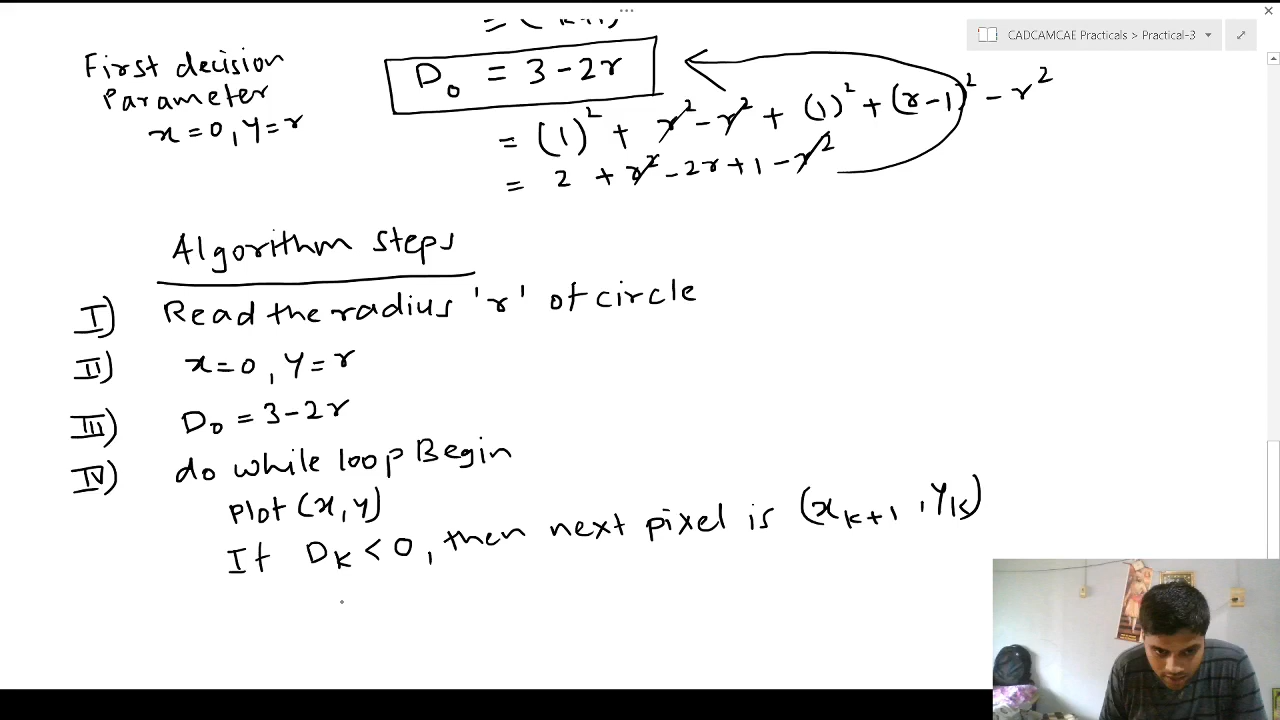 CADCAMCAE Practicals > Practical-3
First decision
Parameter
x = 0, y = r
D₀ = 3 - 2r
= (1)² + r² - r² + (1)² + (r-1)² - r²
= 2 + r² - 2r + 1 - r²
Algorithm steps
I) Read the radius 'r' of circle
II) x = 0, y = r
III) D₀ = 3 - 2r
IV) do while loop Begin
Plot (x, y)
If Dₖ < 0, then next pixel is (xₖ₊₁, yₖ)